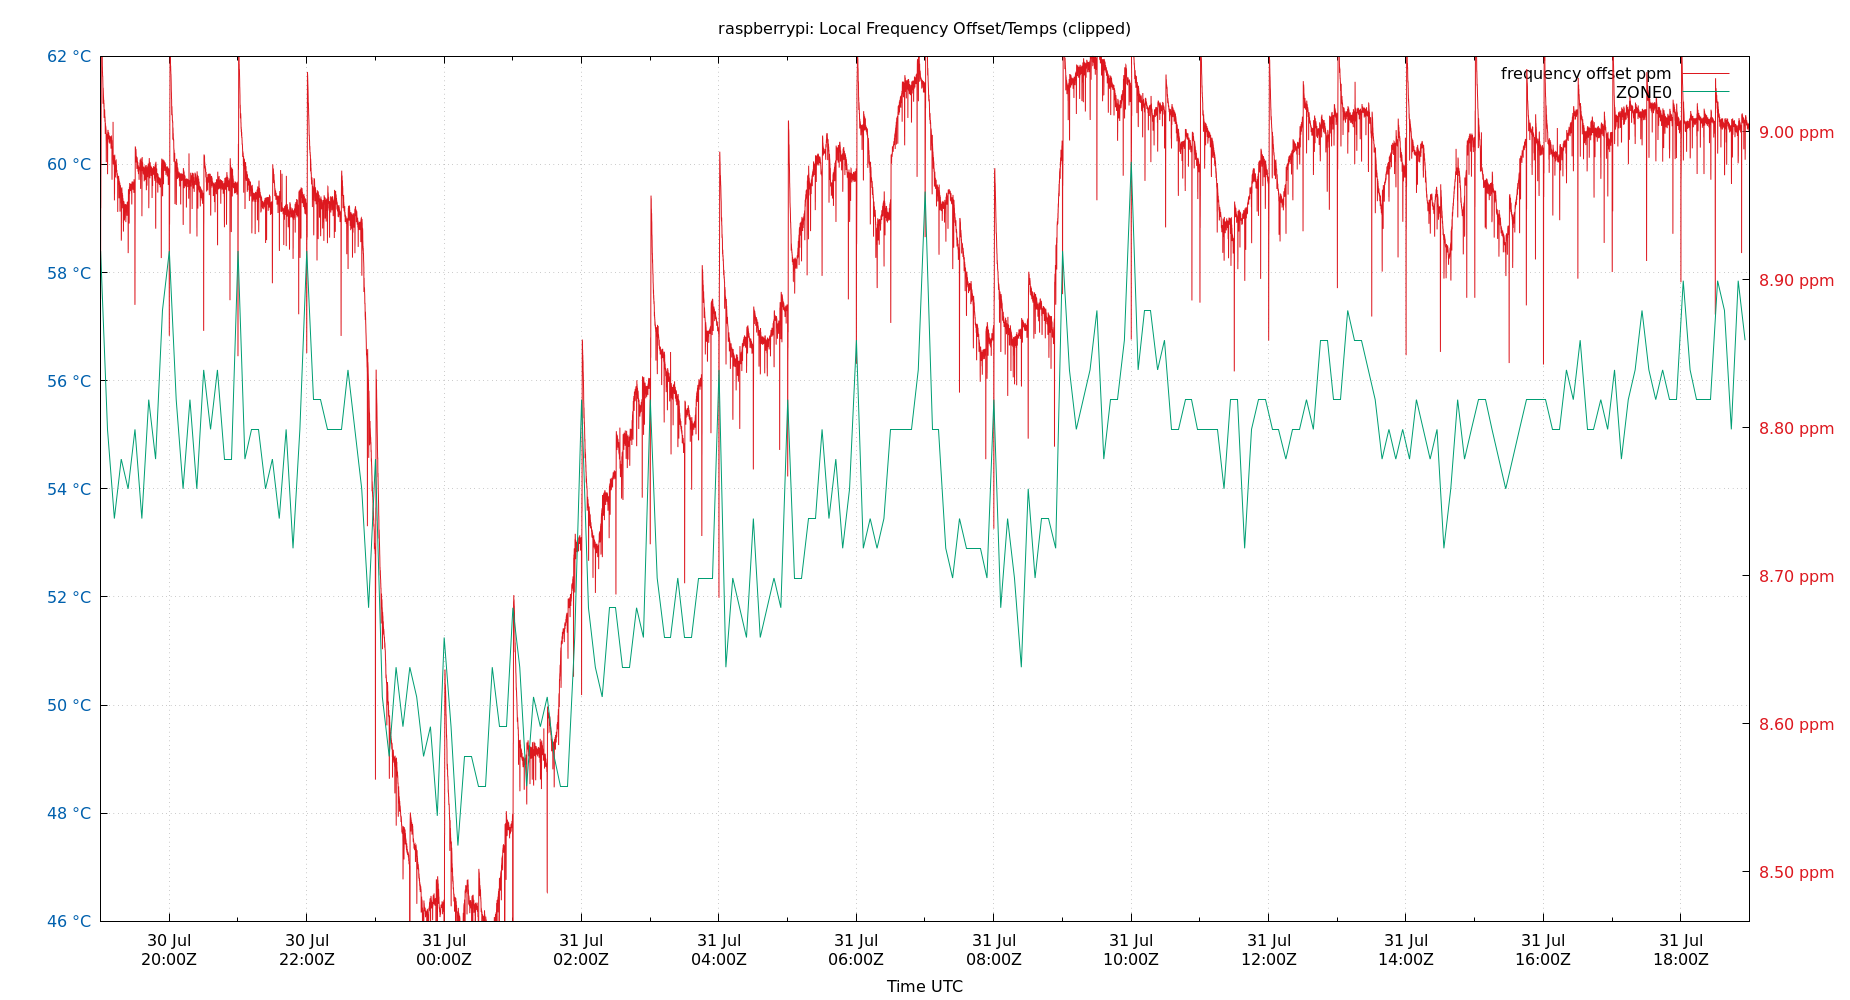 raspberrypi: Local Frequency Offset/Temps (clipped)
62 °C
60 °C
58 °C
56 °C
54 °C
52 °C
50 °C
48 °C
46 °C
frequency offset ppm
ZONE0
9.00 ppm
8.90 ppm
8.80 ppm
8.70 ppm
8.60 ppm
8.50 ppm
30 Jul
20:00Z
30 Jul
22:00Z
31 Jul
00:00Z
31 Jul
02:00Z
31 Jul
04:00Z
31 Jul
06:00Z
31 Jul
08:00Z
31 Jul
10:00Z
31 Jul
12:00Z
31 Jul
14:00Z
31 Jul
16:00Z
31 Jul
18:00Z
Time UTC